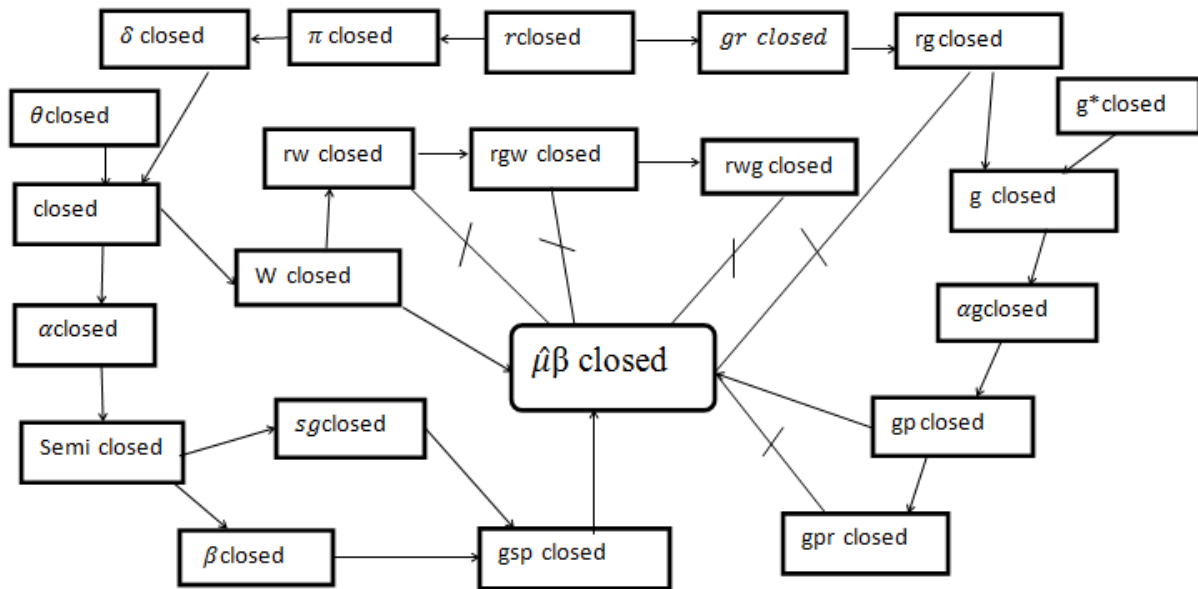 δ closed
π closed
rclosed
gr closed
rg closed
θclosed
g*closed
rw closed
rgw closed
rwg closed
closed
g closed
W closed
αclosed
μ̂β closed
αgclosed
Semi closed
sgclosed
gp closed
βclosed
gsp closed
gpr closed